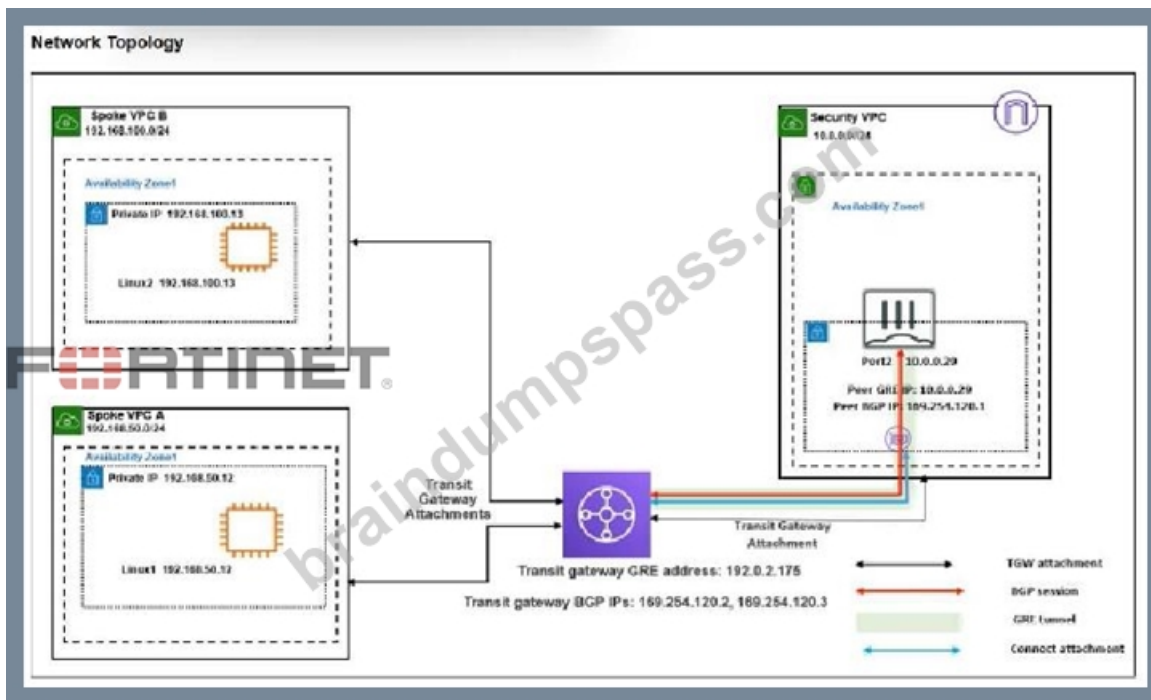 Network Topology
Spoke VPC B
192.168.100.0/24
Availability Zone1
Private IP: 192.168.100.13
Linux2 192.168.100.13
FORTINET
Spoke VPC A
192.168.50.0/24
Availability Zone1
Private IP 192.168.50.12
Linux1 192.168.50.12
Transit
Gateway
Attachments
Security VPC
Availability Zone1
Port2 10.0.0.29
Peer GRE IP: 10.0.0.29
Peer BGP IP: 169.254.120.1
Transit Gateway
Attachment
Transit gateway GRE address: 192.0.2.175
Transit gateway BGP IPs: 169.254.120.2, 169.254.120.3
TGW attachment
BGP session
GRE tunnel
Connect attachment
braindumpspass.com